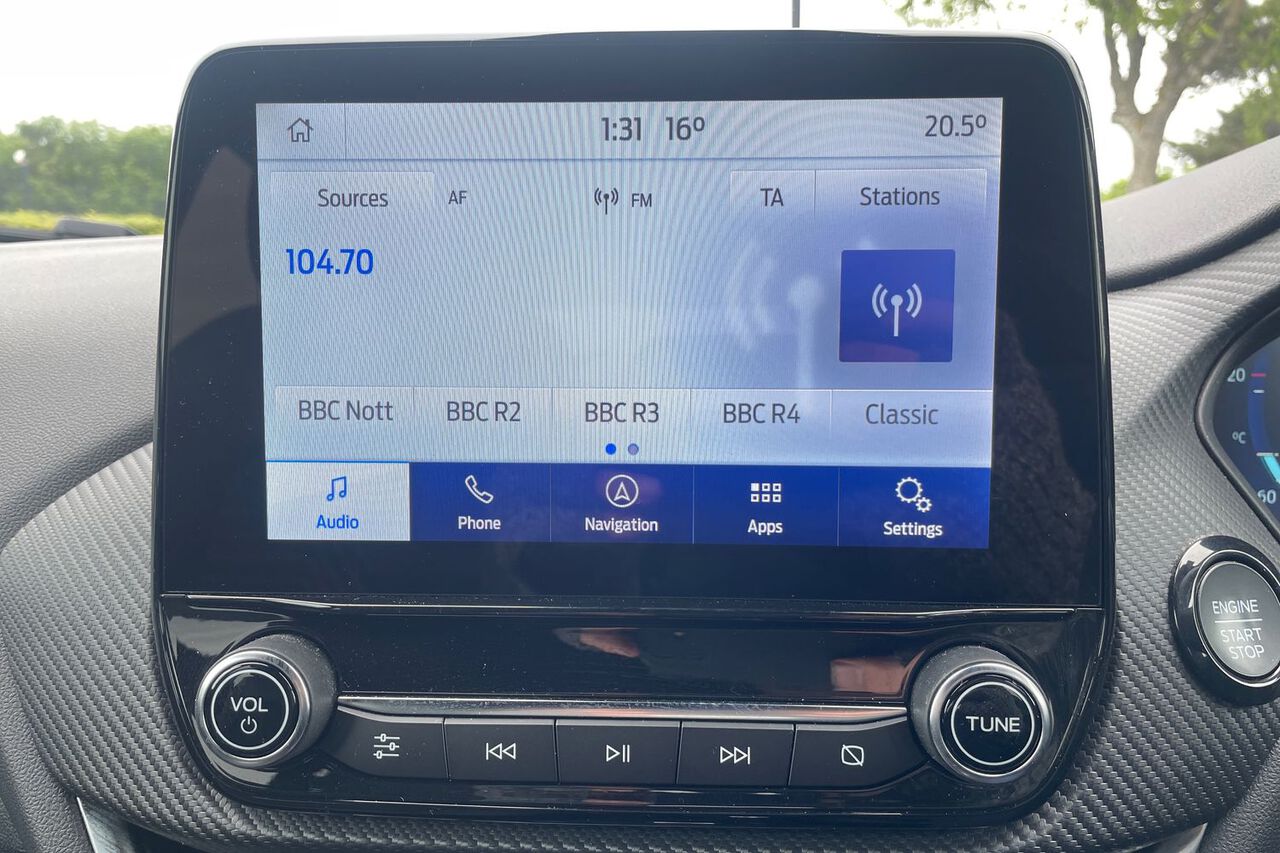 1:31 16º 20.5º
Sources AF FM TA Stations
104.70
BBC Nott BBC R2 BBC R3 BBC R4 Classic
Audio Phone Navigation Apps Settings
20
ºC
60
ENGINE
START
STOP
VOL
TUNE